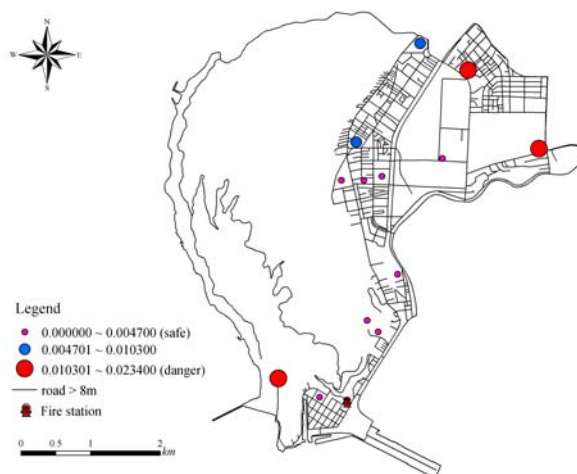 N
W E
S
Legend
0.000000 ~ 0.004700 (safe)
0.004701 ~ 0.010300
0.010301 ~ 0.023400 (danger)
road > 8m
Fire station
0 0.5 1 2
km